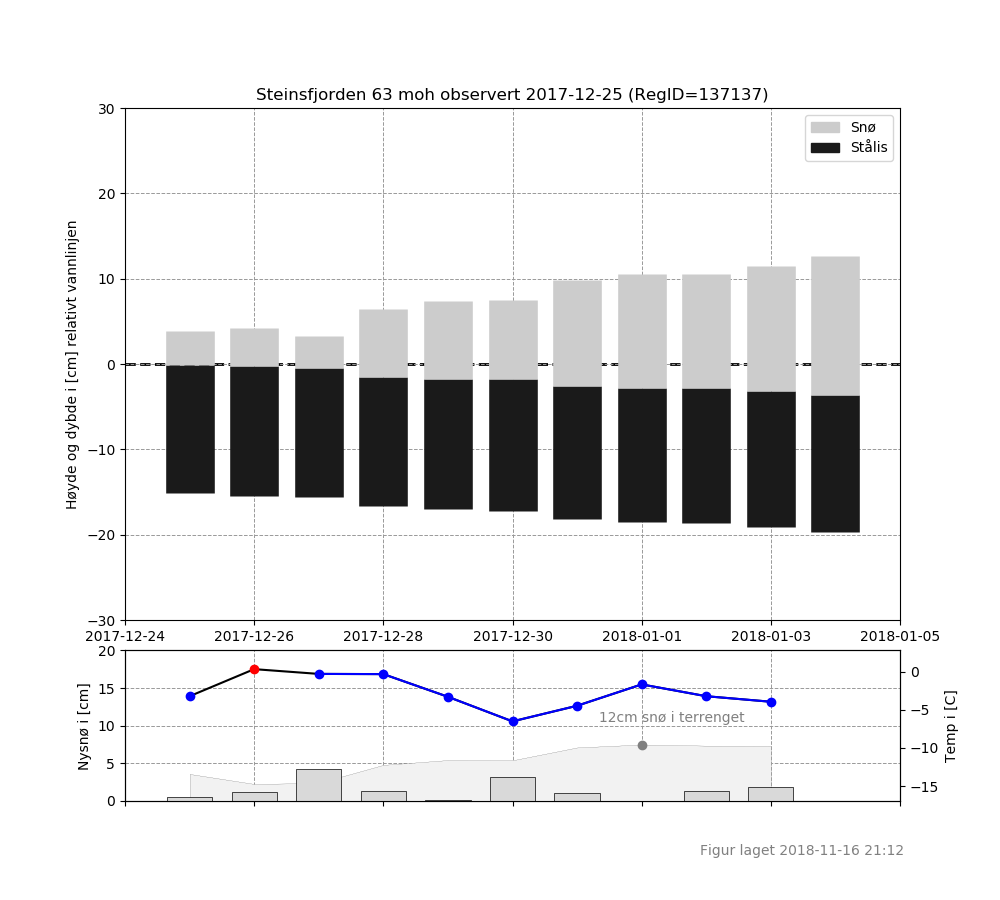 Steinsfjorden 63 moh observert 2017-12-25 (RegID=137137)
Høyde og dybde i [cm] relativt vannlinjen
30
20
10
0
−10
−20
−30
Snø
Stålis
2017-12-24
2017-12-26
2017-12-28
2017-12-30
2018-01-01
2018-01-03
2018-01-05
Nysnø i [cm]
20
15
10
5
0
12cm snø i terrenget
0
−5
−10
−15
Temp i [C]
Figur laget 2018-11-16 21:12